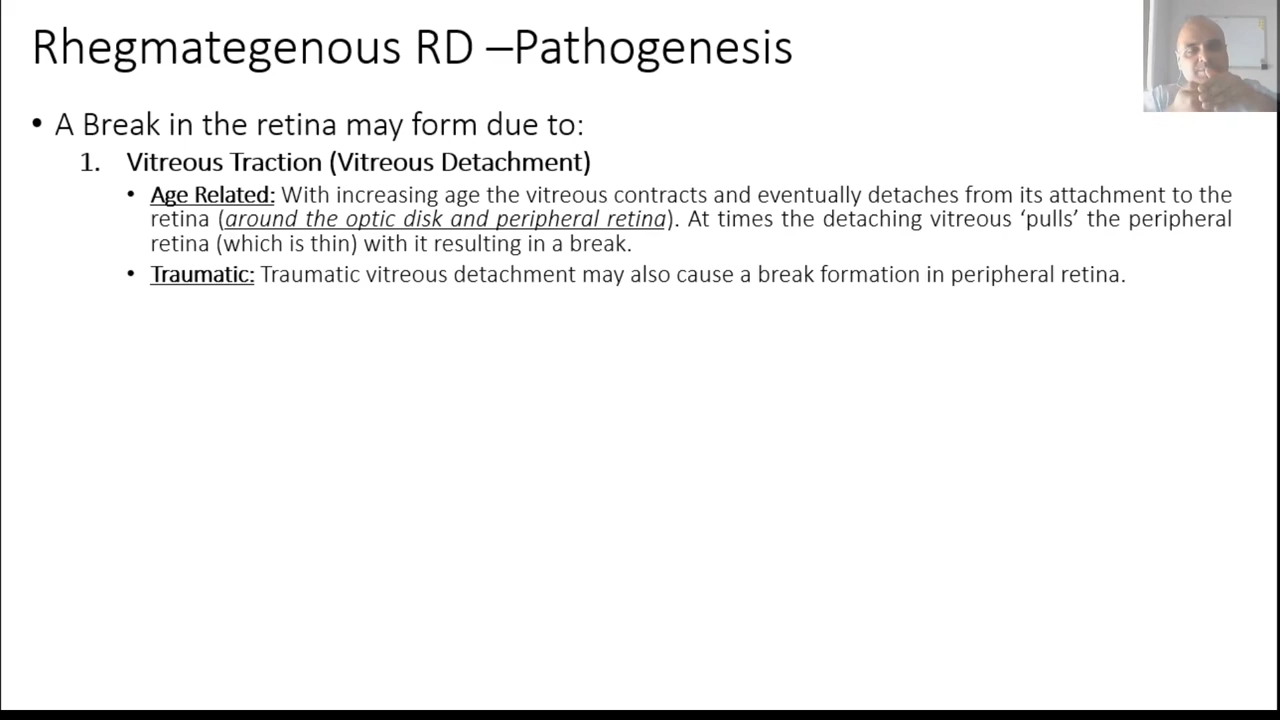 Rhegmategenous RD –Pathogenesis
• A Break in the retina may form due to:
1. Vitreous Traction (Vitreous Detachment)
• Age Related: With increasing age the vitreous contracts and eventually detaches from its attachment to the
retina (around the optic disk and peripheral retina). At times the detaching vitreous ‘pulls’ the peripheral
retina (which is thin) with it resulting in a break.
• Traumatic: Traumatic vitreous detachment may also cause a break formation in peripheral retina.